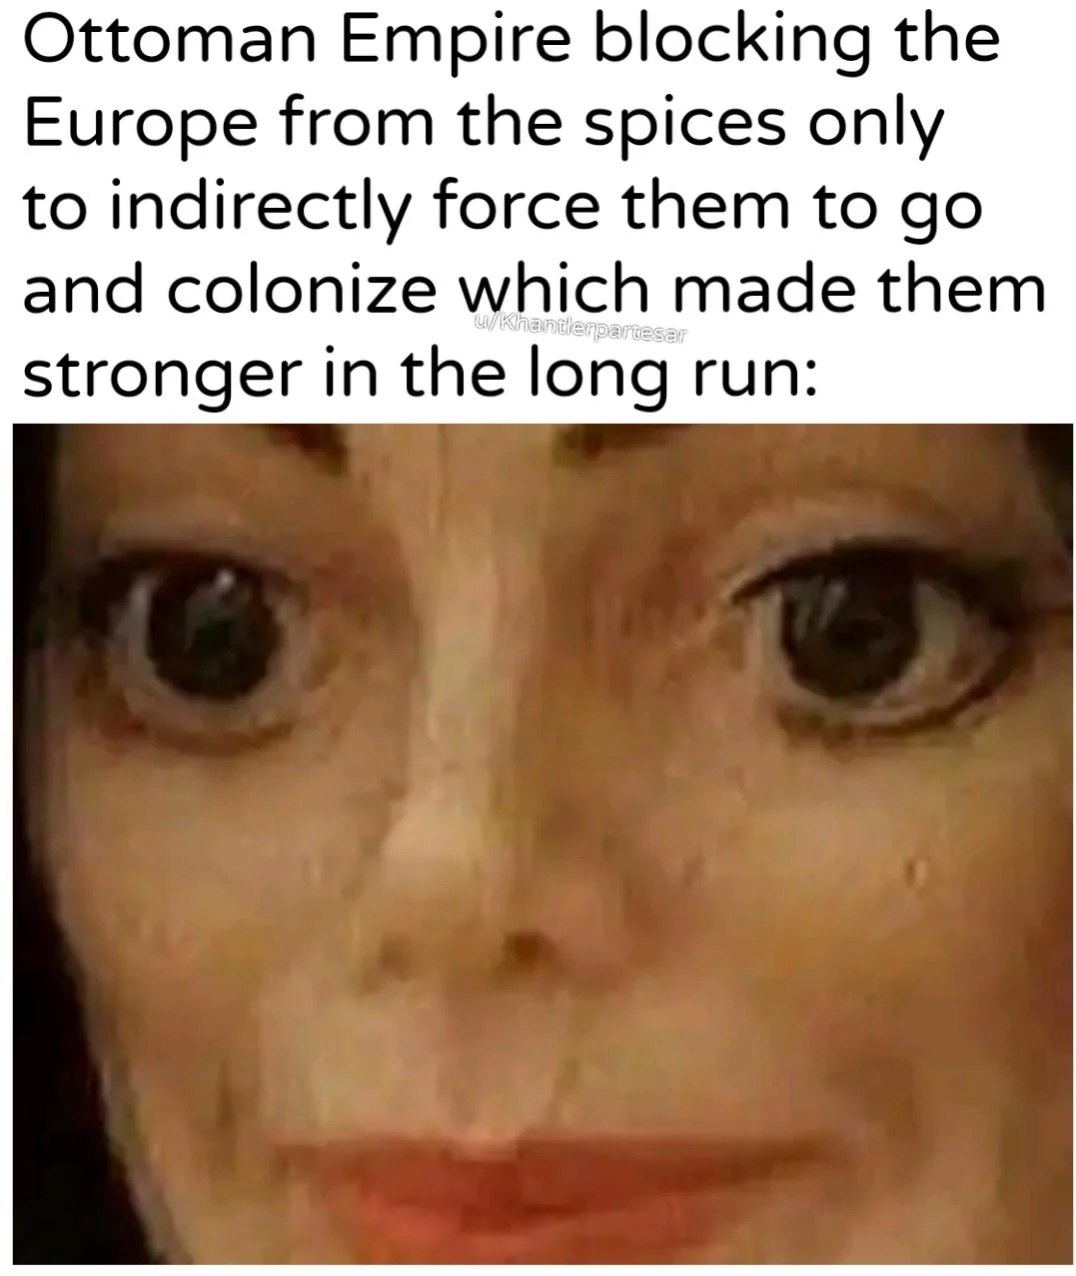 Ottoman Empire blocking the
Europe from the spices only
to indirectly force them to go
and colonize which made them
u/Khantlerpartesar
stronger in the long run: